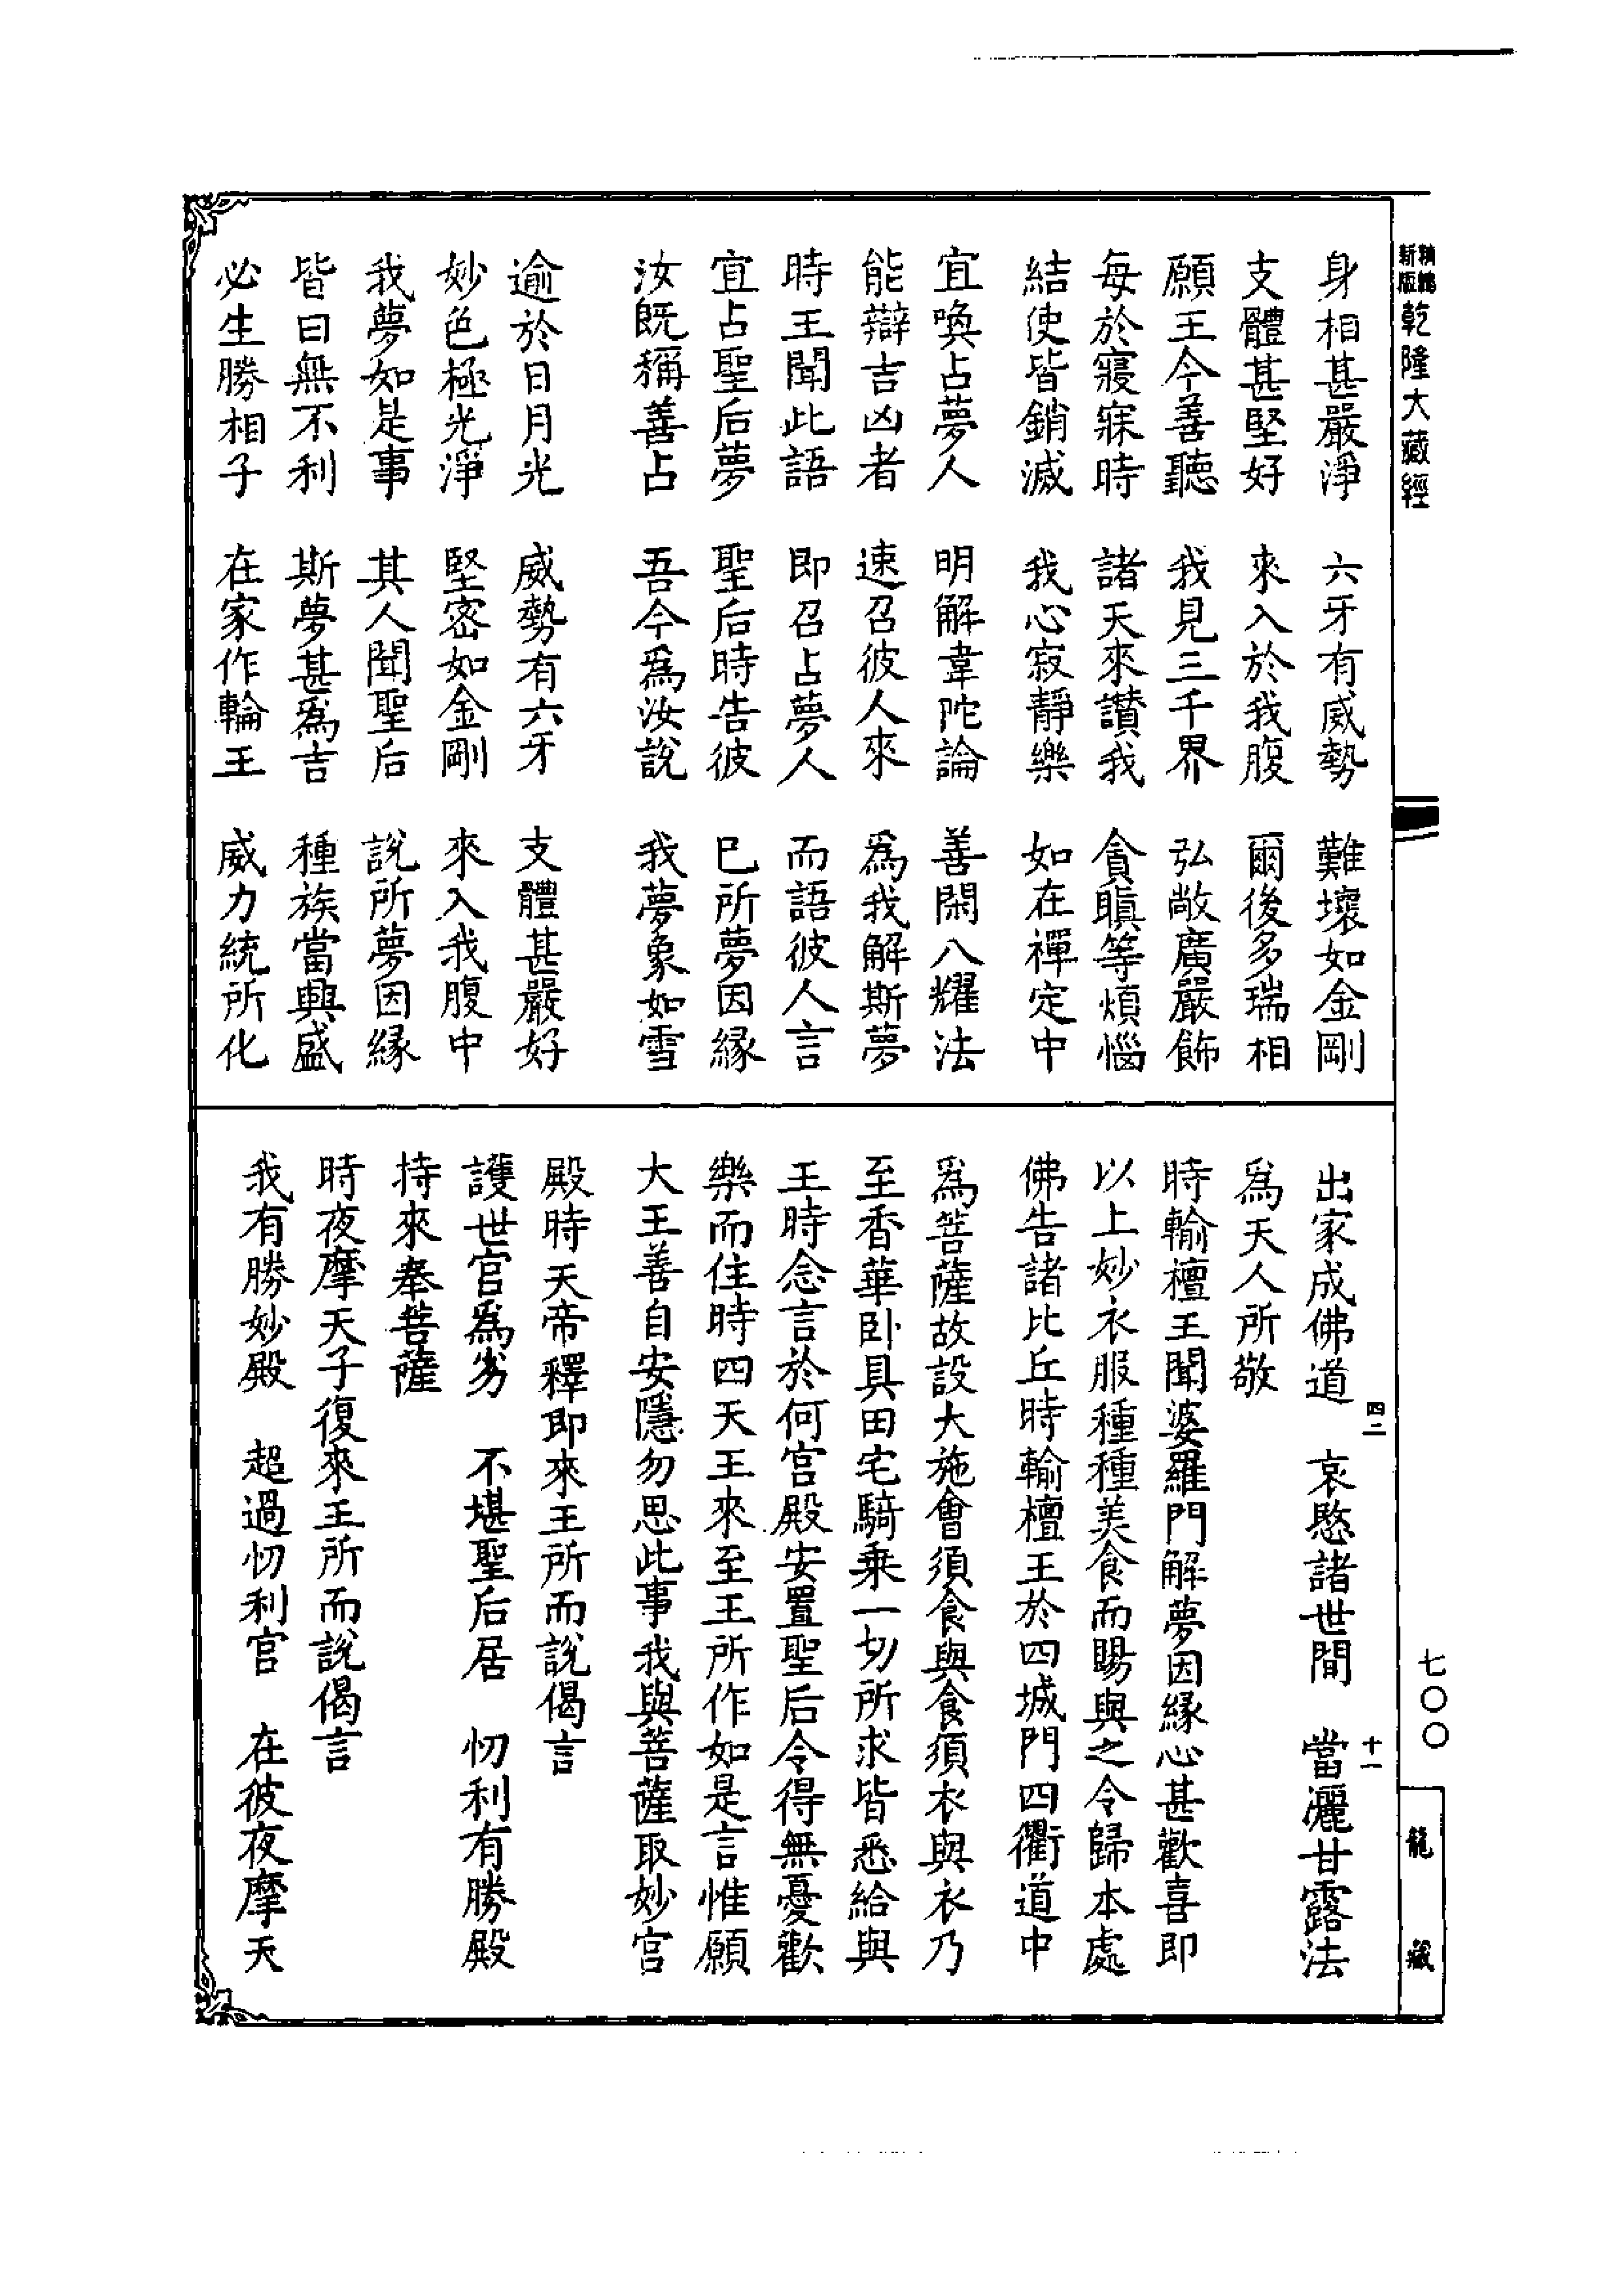 精編
新版
乾隆大藏經
身相甚嚴淨　六牙有威勢　難壞如金剛
支體甚堅好　來入於我腹　爾後多瑞相
願王今善聽　我見三千界　弘敞廣嚴飾
每於寢寐時　諸天來讚我　貪瞋等煩惱
結使皆銷滅　我心寂靜樂　如在禪定中
宜喚占夢人　明解韋陀論　善閑八耀法
能辯吉凶者　速召彼人來　爲我解斯夢
時王聞此語　即召占夢人　而語彼人言
宜占聖后夢　聖后時告彼　已所夢因緣
汝既稱善占　吾今爲汝說　我夢象如雪
逾於日月光　威勢有六牙　支體甚嚴好
妙色極光淨　堅密如金剛　來入我腹中
我夢如是事　其人聞聖后　說所夢因緣
皆曰無不利　斯夢甚爲吉　種族當興盛
必生勝相子　在家作輪王　威力統所化
出家成佛道　哀愍諸世間　當灑甘露法
爲天人所敬
時輸檀王聞婆羅門解夢因緣心甚歡喜即
以上妙衣服種種美食而賜與之令歸本處
佛告諸比丘時輸檀王於四城門四衢道中
爲菩薩故設大施會須食與食須衣與衣乃
至香華臥具田宅騎乘一切所求皆悉給與
王時念言於何宮殿安置聖后令得無憂歡
樂而住時四天王來至王所作如是言惟願
大王善自安隱勿思此事我與菩薩取妙宮
殿時天帝釋即來王所而說偈言
護世宮爲劣　不堪聖后居　忉利有勝殿
持來奉菩薩
時夜摩天子復來王所而說偈言
我有勝妙殿　超過忉利宮　在彼夜摩天
四二
十一
七〇〇
龍藏